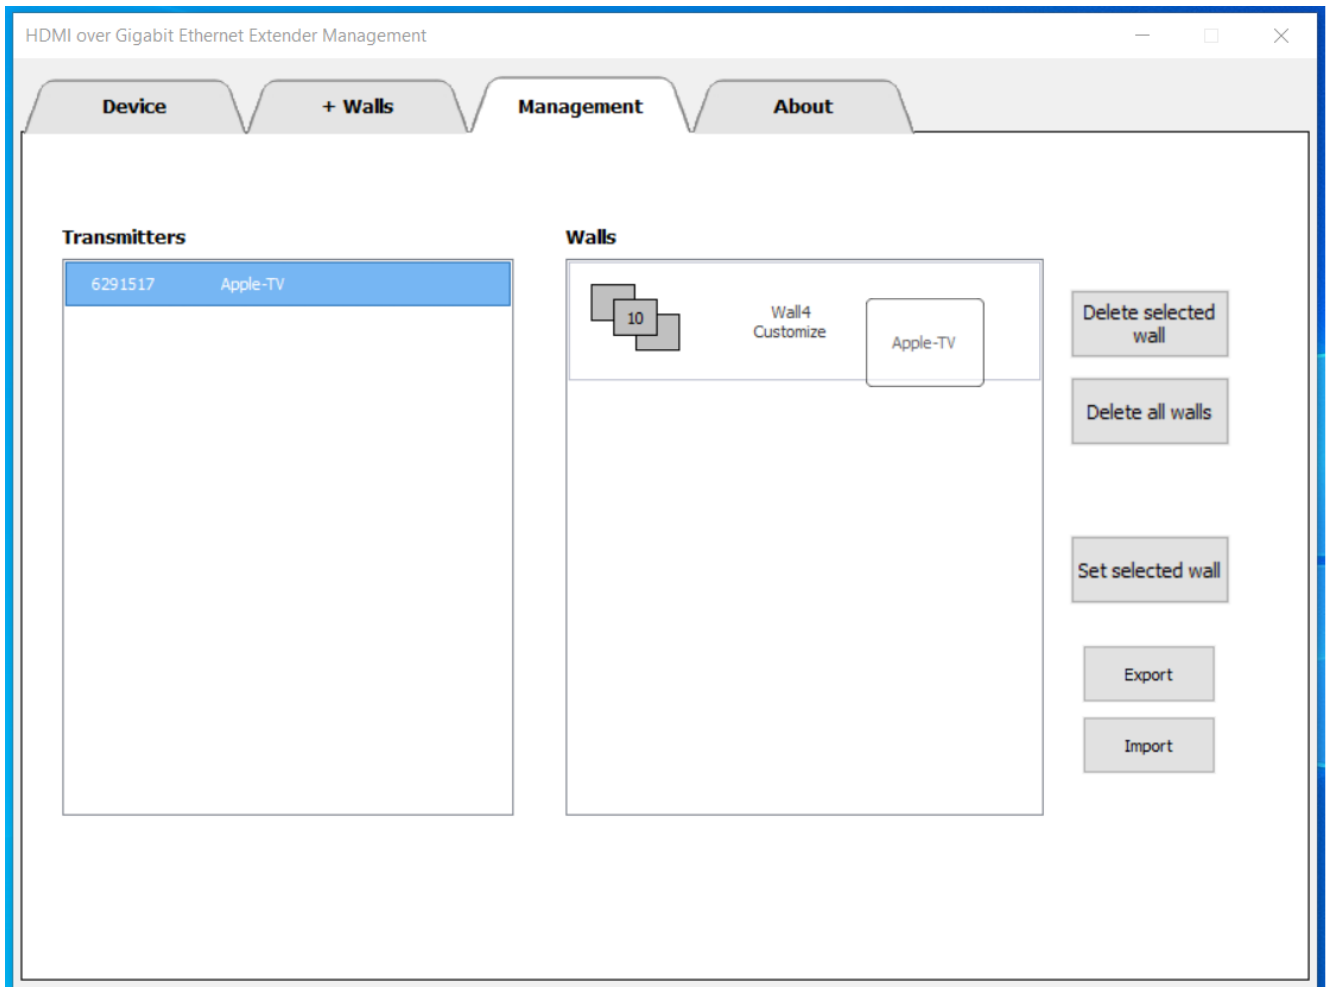 HDMI over Gigabit Ethernet Extender Management
Device
+ Walls
Management
About
Transmitters
6291517 Apple-TV
Walls
10
Wall4
Customize
Apple-TV
Delete selected
wall
Delete all walls
Set selected wall
Export
Import